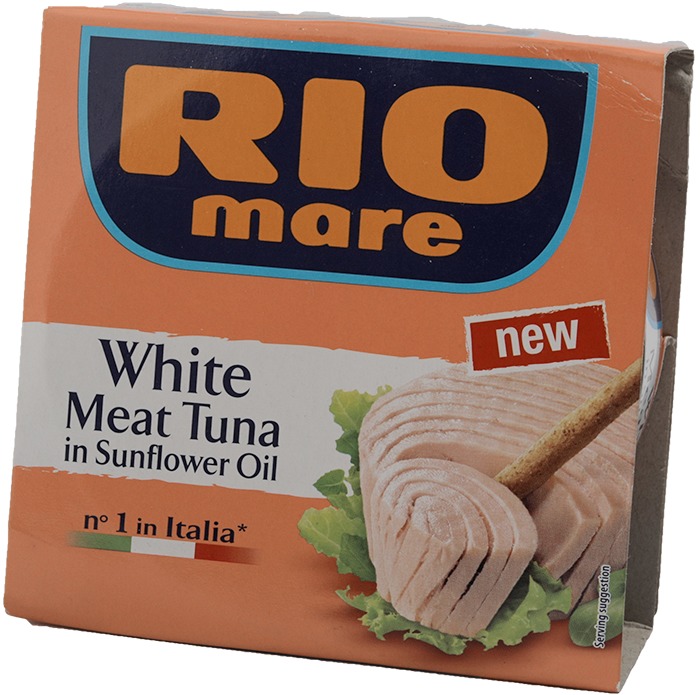 RIO
mare
new
White
Meat Tuna
in Sunflower Oil
n° 1 in Italia*
Serving suggestion